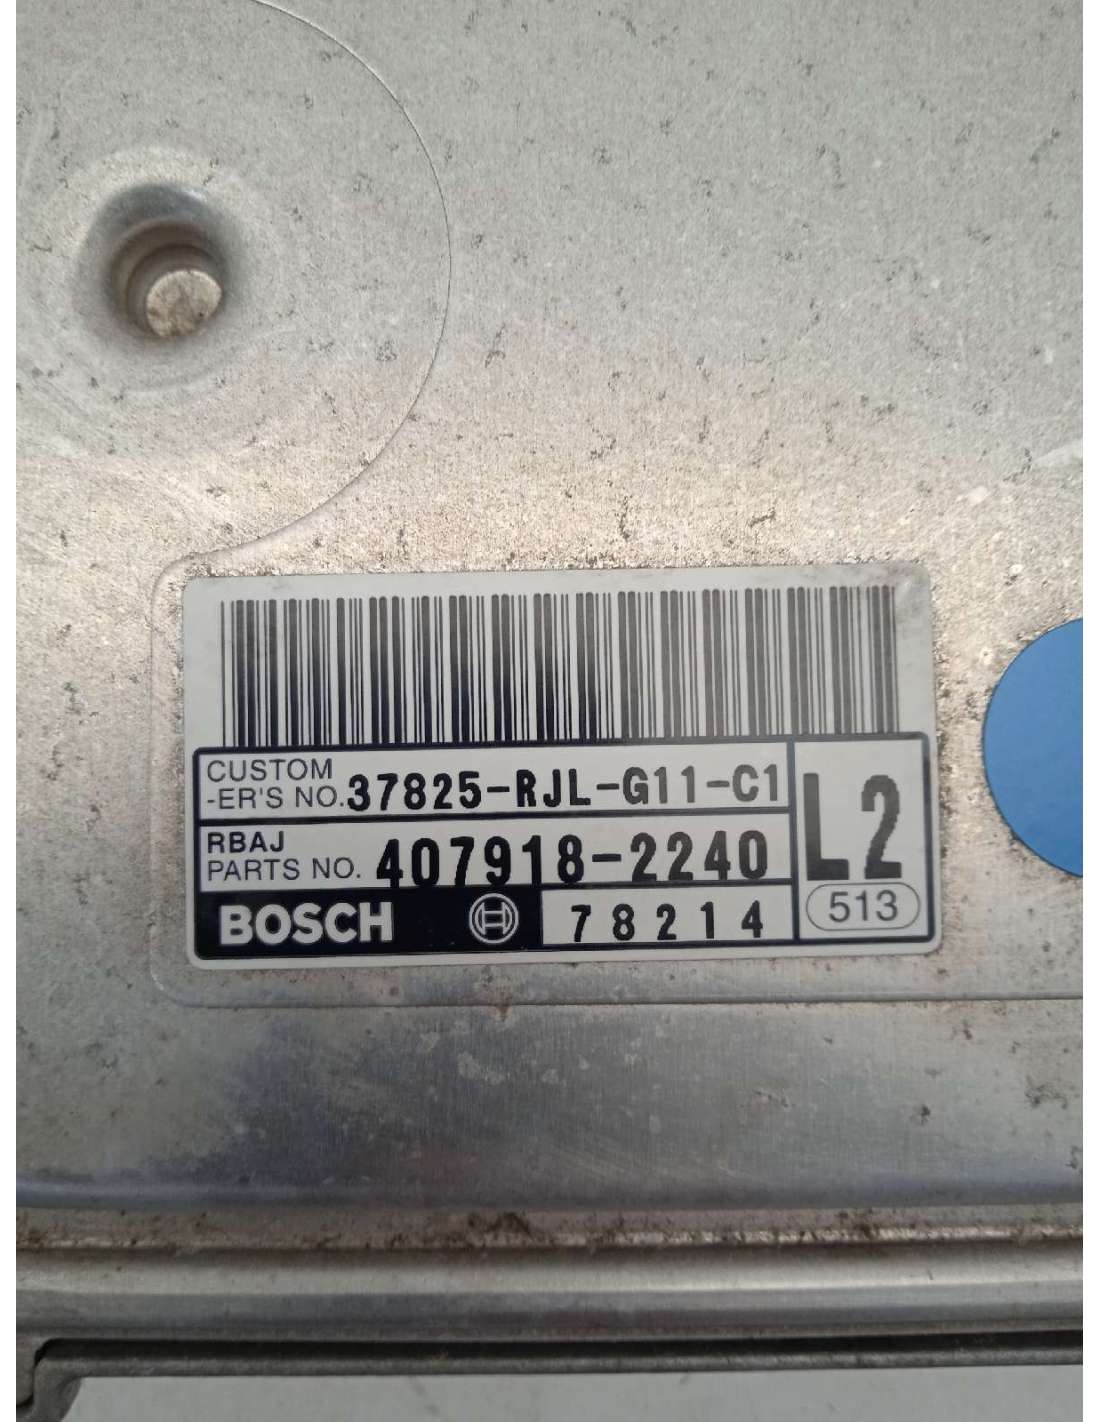 CUSTOM
-ER'S NO. 37825-RJL-G11-C1
RBAJ
PARTS NO. 407918-2240
L2
BOSCH 78214
513